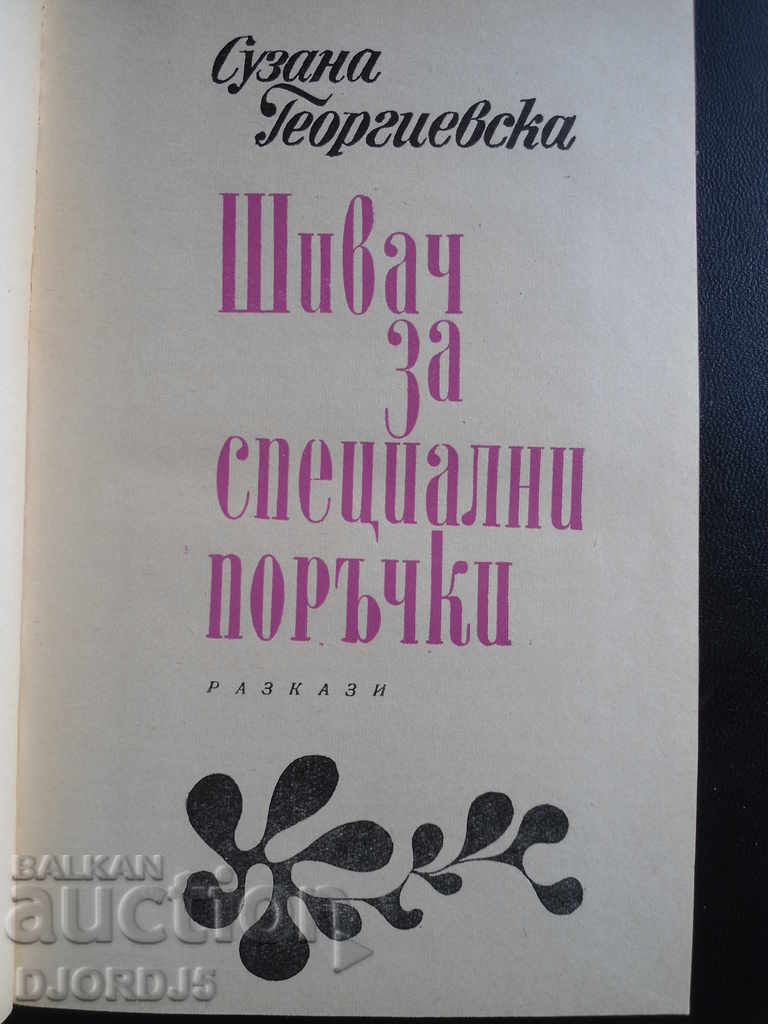 Сузана
Георгиевска
Шивач
за
специални
поръчки
РАЗКАЗИ
BALKAN
auction
DJORDJ5